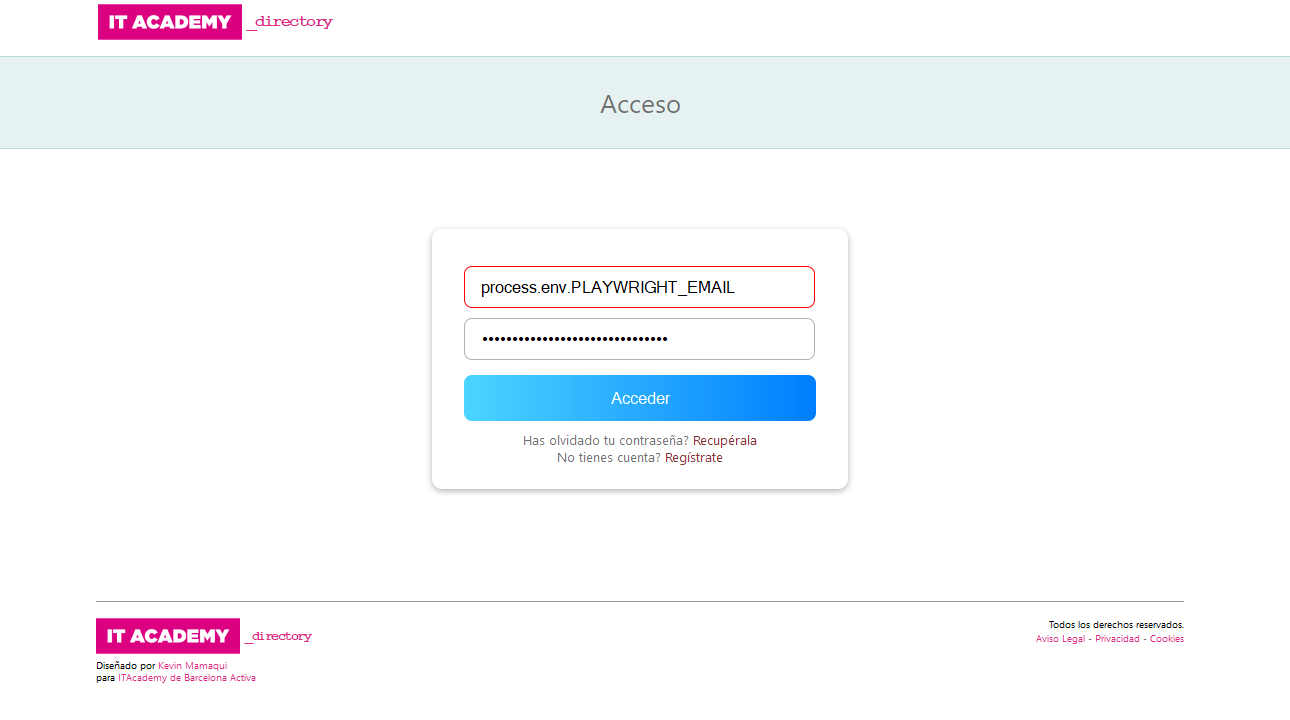 IT ACADEMY _directory
Acceso
process.env.PLAYWRIGHT_EMAIL
•••••••••••••••••••••••••••••••
Acceder
Has olvidado tu contraseña? Recupérala
No tienes cuenta? Regístrate
IT ACADEMY _directory
Diseñado por Kevin Mamaqui
para ITAcademy de Barcelona Activa
Todos los derechos reservados.
Aviso Legal - Privacidad - Cookies